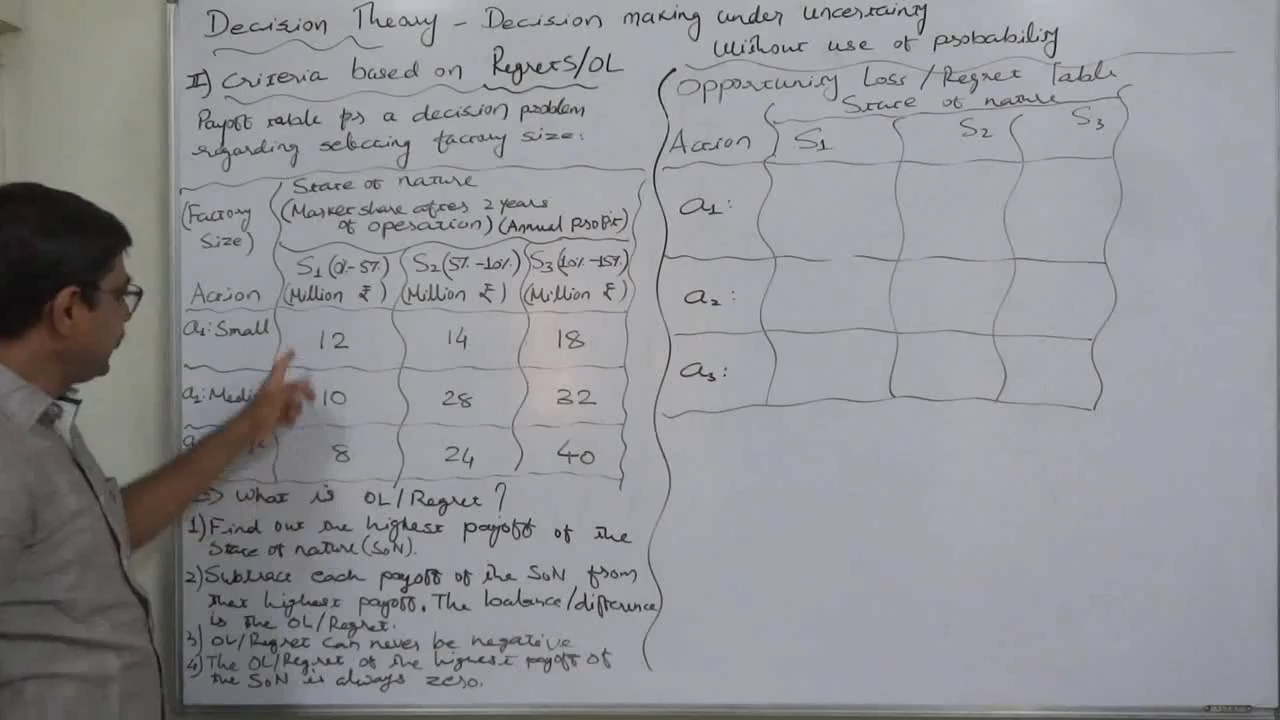 Decision Theory - Decision making under uncertainty
Without use of probability
II) Criteria based on Regrets/OL
Payoff table for a decision problem
regarding selecting factory size:
(Factory Size)
Action
State of nature
(Market share after 2 years
of operation) (Annual Profit)
S1 (0%-5%) S2 (5%-10%) S3 (10%-15%)
(Million ₹) (Million ₹) (Million ₹)
a1: Small 12 14 18
a2: Medi 10 28 32
8 24 40
=> What is OL/Regret?
1) Find out the highest payoff of the
State of nature (SoN).
2) Subtract each payoff of the SoN from
that highest payoff. The balance/difference
is the OL/Regret.
3) OL/Regret can never be negative
4) The OL/Regret of the highest payoff of
the SoN is always zero.
Opportunity Loss/Regret Table
State of nature
Action S1 S2 S3
a1:
a2:
a3: